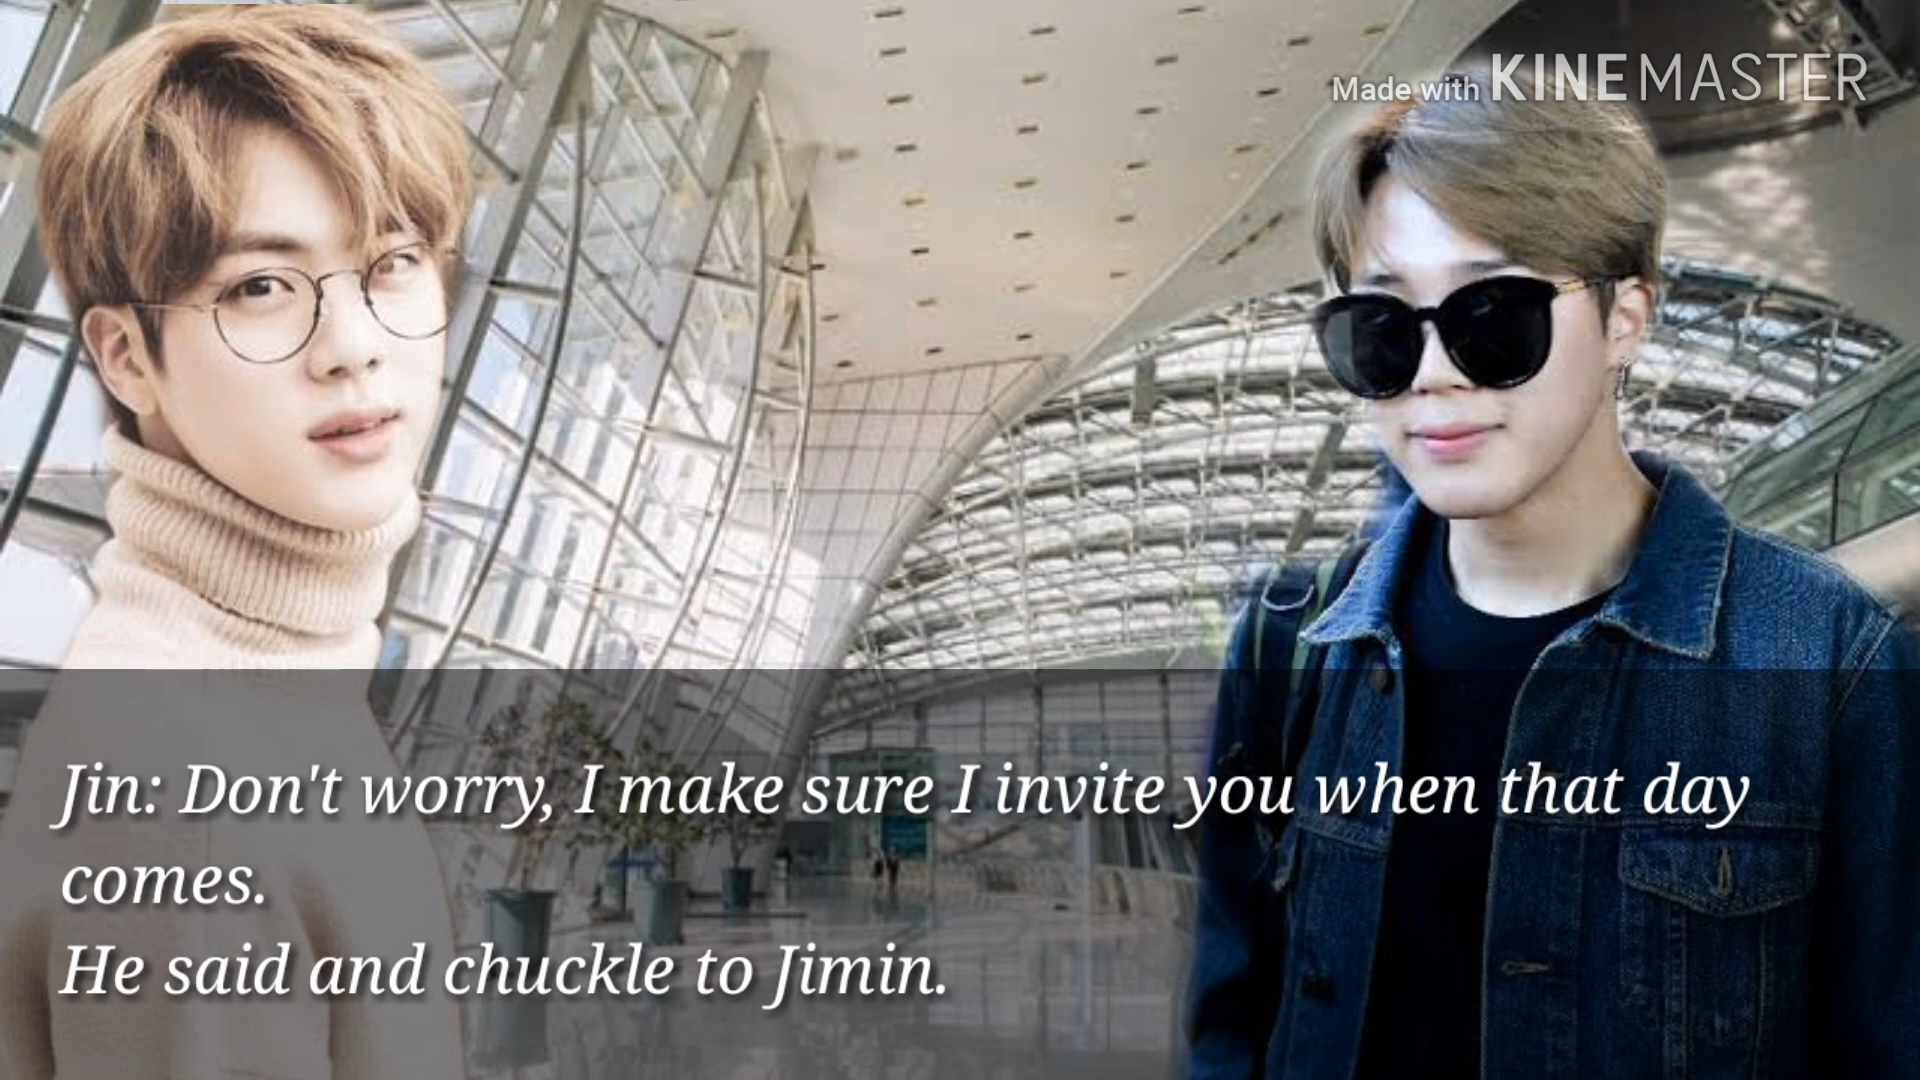 Made with KINEMASTER
Jin: Don't worry, I make sure I invite you when that day
comes.
He said and chuckle to Jimin.